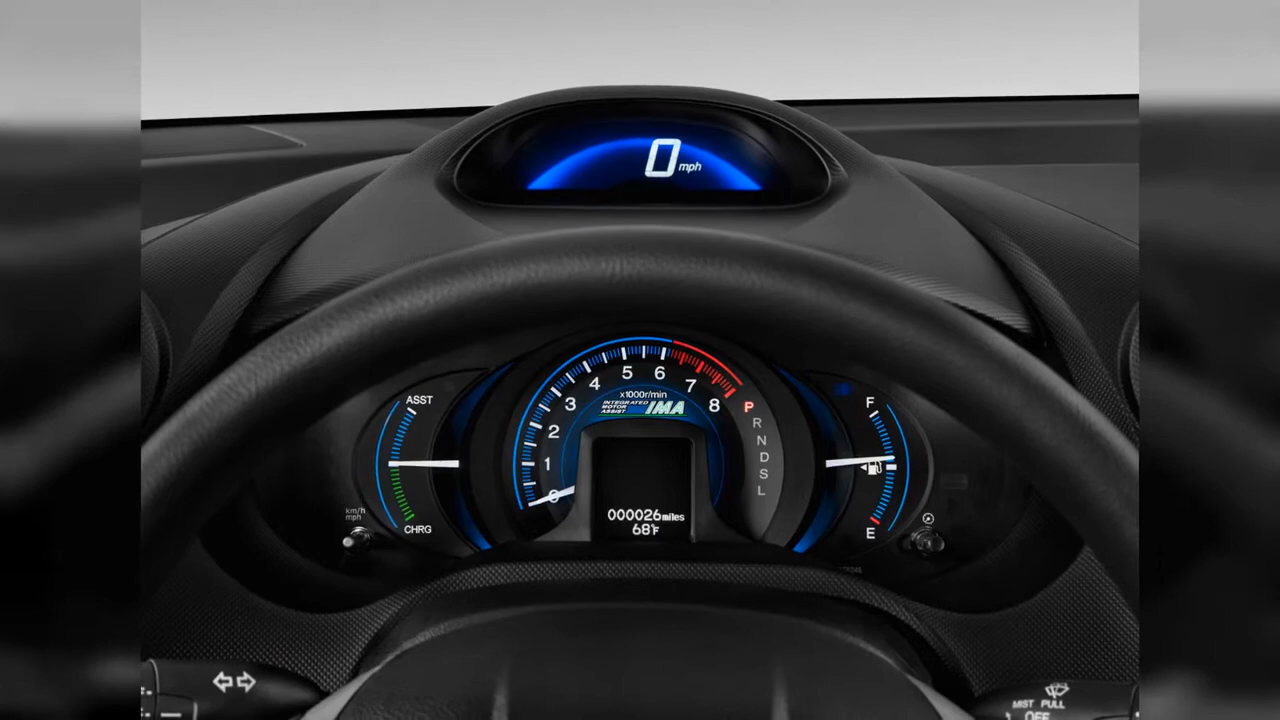 0 mph
ASST
CHRG
km/h
mph
0
1
2
3
4
5
6
7
8
x1000r/min
INTEGRATED
MOTOR
ASSIST
IMA
P
R
N
D
S
L
000026miles
68°F
F
E
MIST PULL
OFF